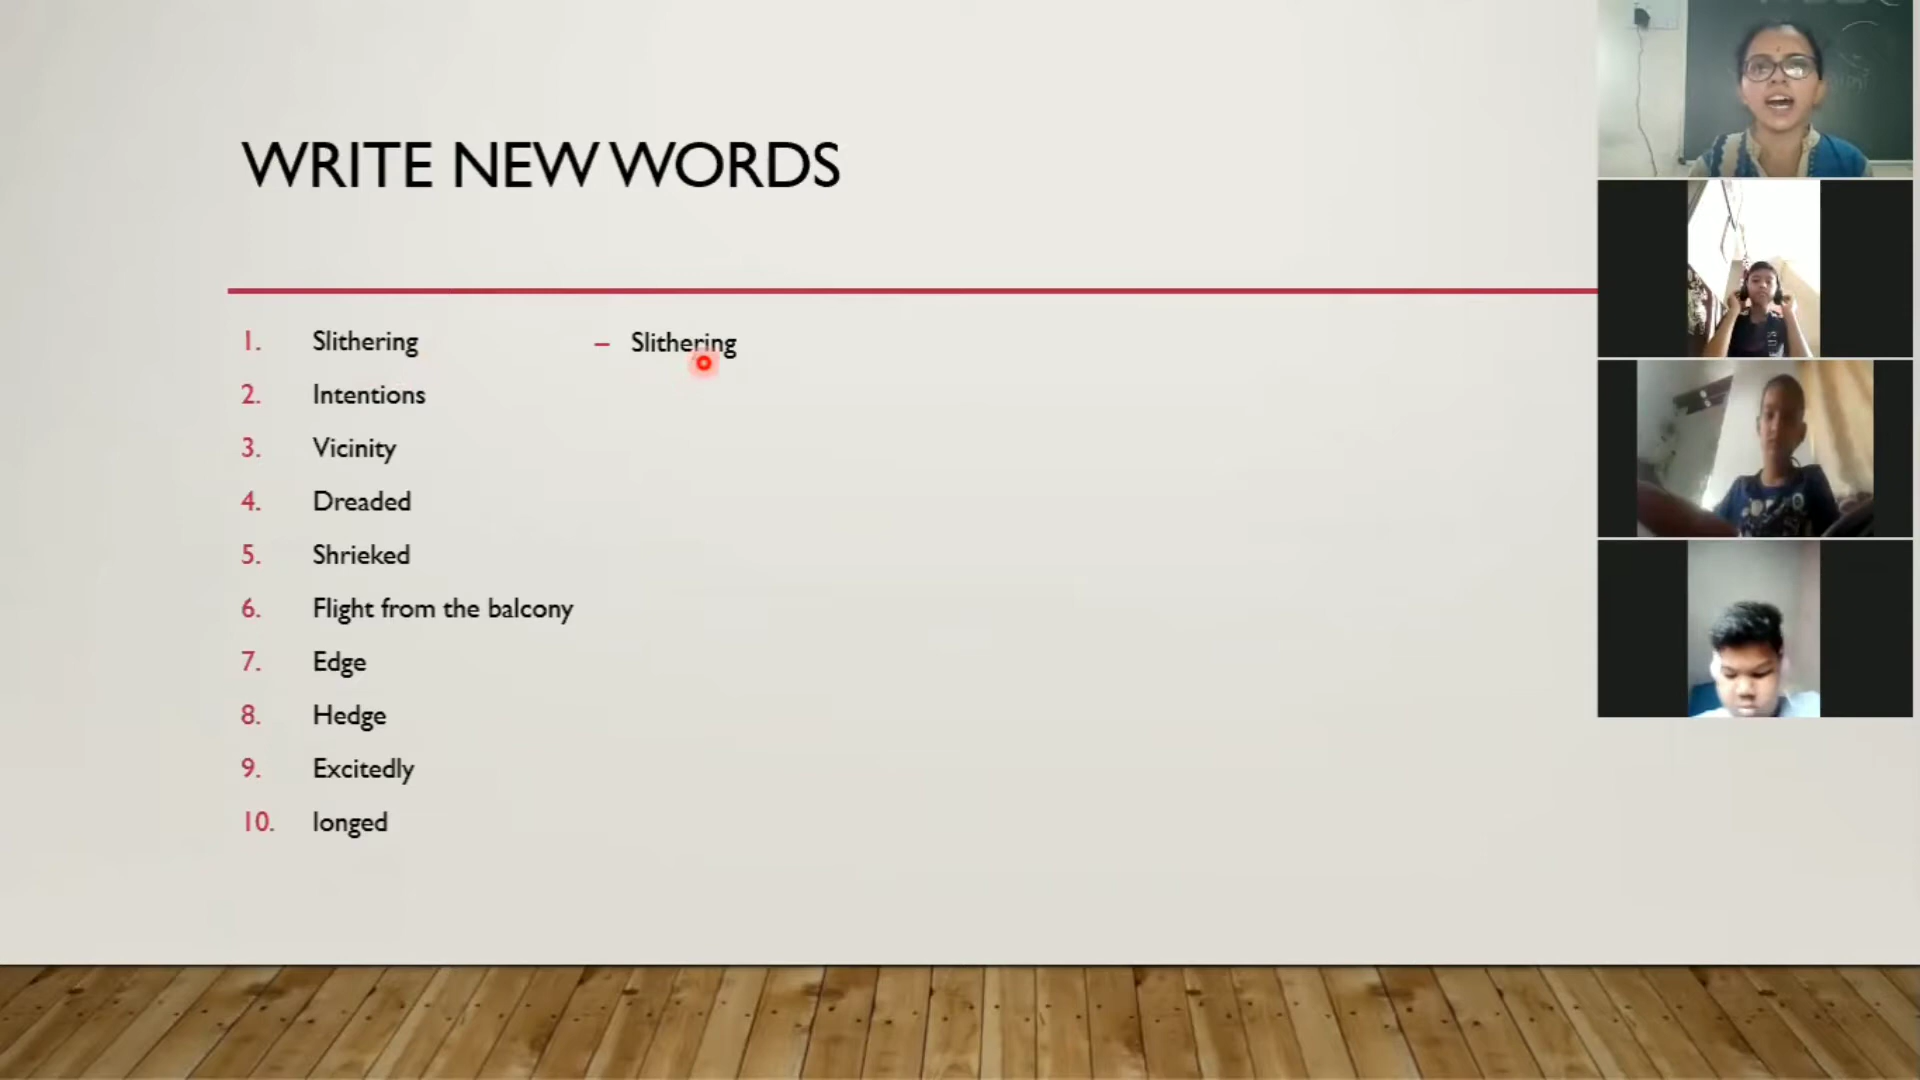 WRITE NEW WORDS
1. Slithering – Slithering
2. Intentions
3. Vicinity
4. Dreaded
5. Shrieked
6. Flight from the balcony
7. Edge
8. Hedge
9. Excitedly
10. longed